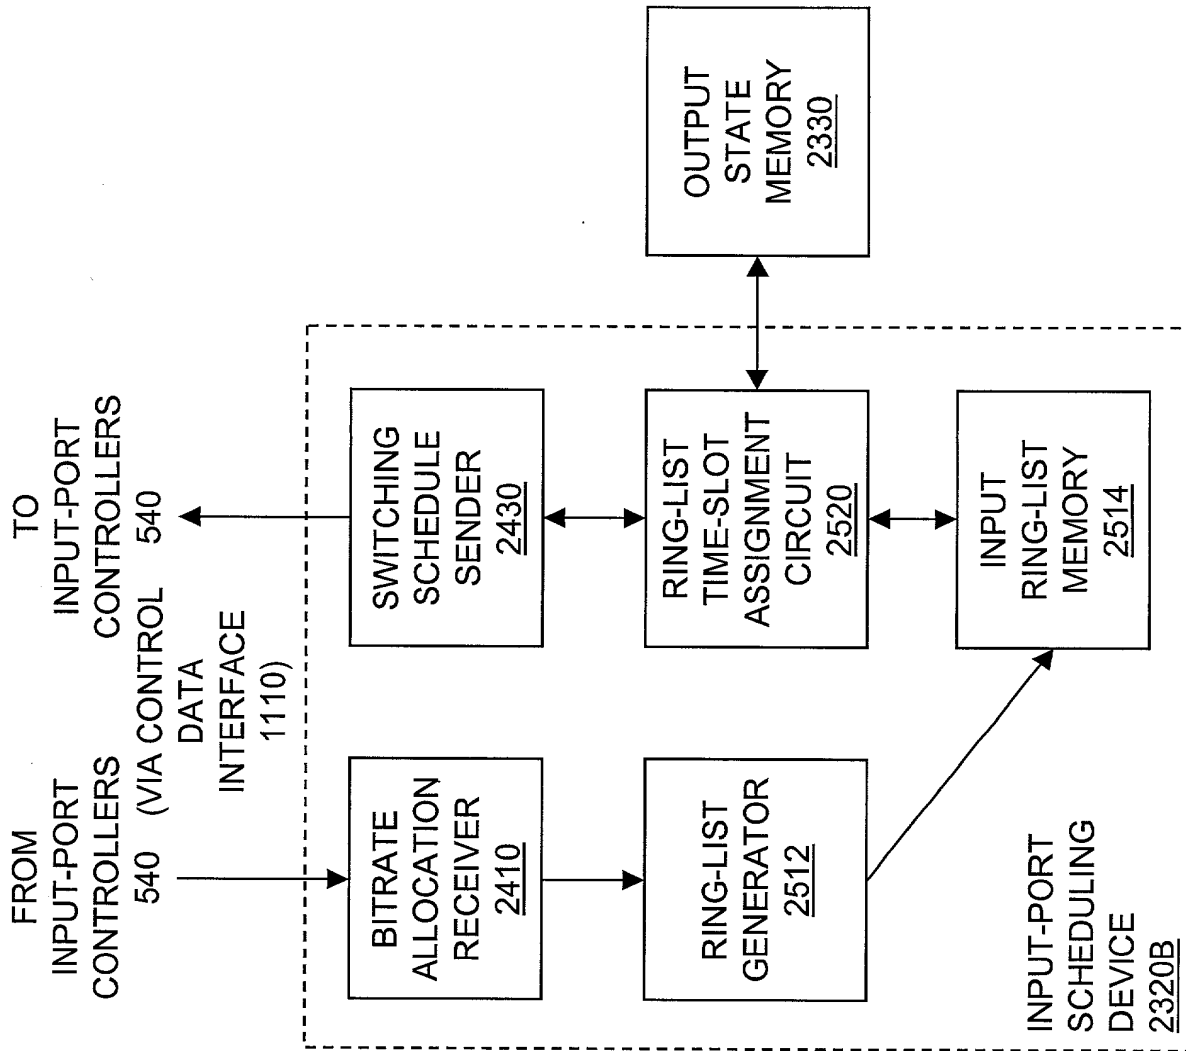 FROM
INPUT-PORT
CONTROLLERS
540
(VIA CONTROL
DATA
INTERFACE
1110)
TO
INPUT-PORT
CONTROLLERS
540
BITRATE
ALLOCATION
RECEIVER
2410
SWITCHING
SCHEDULE
SENDER
2430
RING-LIST
GENERATOR
2512
RING-LIST
TIME-SLOT
ASSIGNMENT
CIRCUIT
2520
OUTPUT
STATE
MEMORY
2330
INPUT
RING-LIST
MEMORY
2514
INPUT-PORT
SCHEDULING
DEVICE
2320B